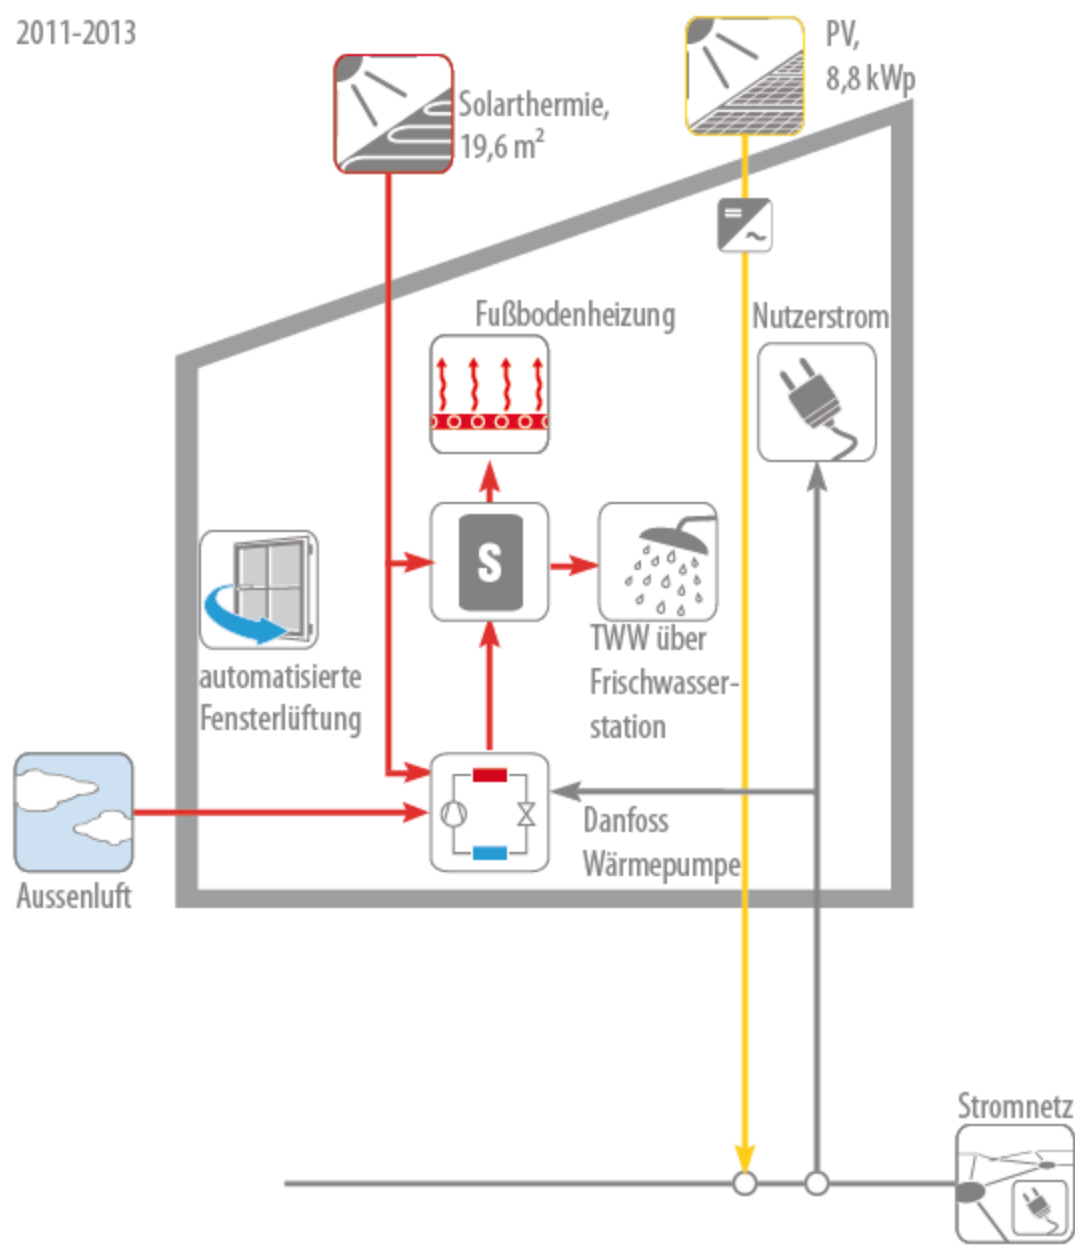 2011-2013
PV,
8,8 kWp
Solarthermie,
19,6 m²
Fußbodenheizung
Nutzerstrom
S
TWW über
Frischwasser-
station
automatisierte
Fensterlüftung
Danfoss
Wärmepumpe
Aussenluft
Stromnetz